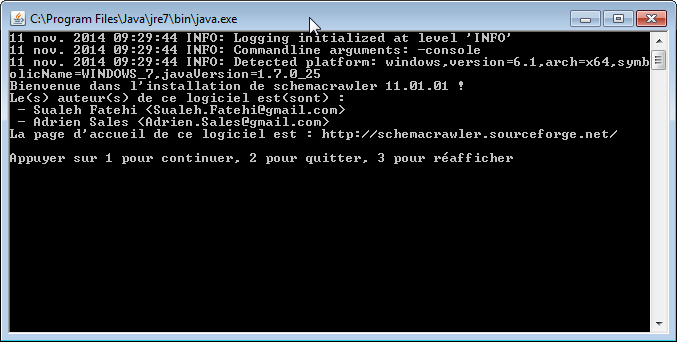 C:\Program Files\Java\jre7\bin\java.exe
11 nov. 2014 09:29:44 INFO: Logging initialized at level 'INFO'
11 nov. 2014 09:29:44 INFO: Commandline arguments: -console
11 nov. 2014 09:29:44 INFO: Detected platform: windows,version=6.1,arch=x64,symb
olicName=WINDOWS_7,javaVersion=1.7.0_25
Bienvenue dans l'installation de schemacrawler 11.01.01 !
Le(s) auteur(s) de ce logiciel est(sont) :
 - Sualeh Fatehi <Sualeh.Fatehi@gmail.com>
 - Adrien Sales <Adrien.Sales@gmail.com>
La page d'accueil de ce logiciel est : http://schemacrawler.sourceforge.net/

Appuyer sur 1 pour continuer, 2 pour quitter, 3 pour réafficher